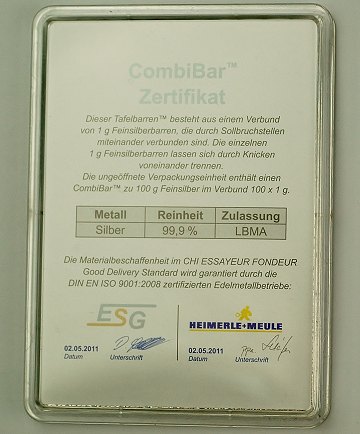 CombiBar™
Zertifikat
Dieser Tafelbarren™ besteht aus einem Verbund
von 1 g Feinsilberbarren, die durch Sollbruchstellen
miteinander verbunden sind. Die einzelnen
1 g Feinsilberbarren lassen sich durch Knicken
voneinander trennen.
Die ungeöffnete Verpackungseinheit enthält einen
CombiBar™ zu 100 g Feinsilber im Verbund 100 x 1 g.
Metall Reinheit Zulassung
Silber 99,9 % LBMA
Die Materialbeschaffenheit im CHI ESSAYEUR FONDEUR
Good Delivery Standard wird garantiert durch die
DIN EN ISO 9001:2008 zertifizierten Edelmetallbetriebe:
ESG HEIMERLE+MEULE
02.05.2011 02.05.2011
Datum Unterschrift Datum Unterschrift